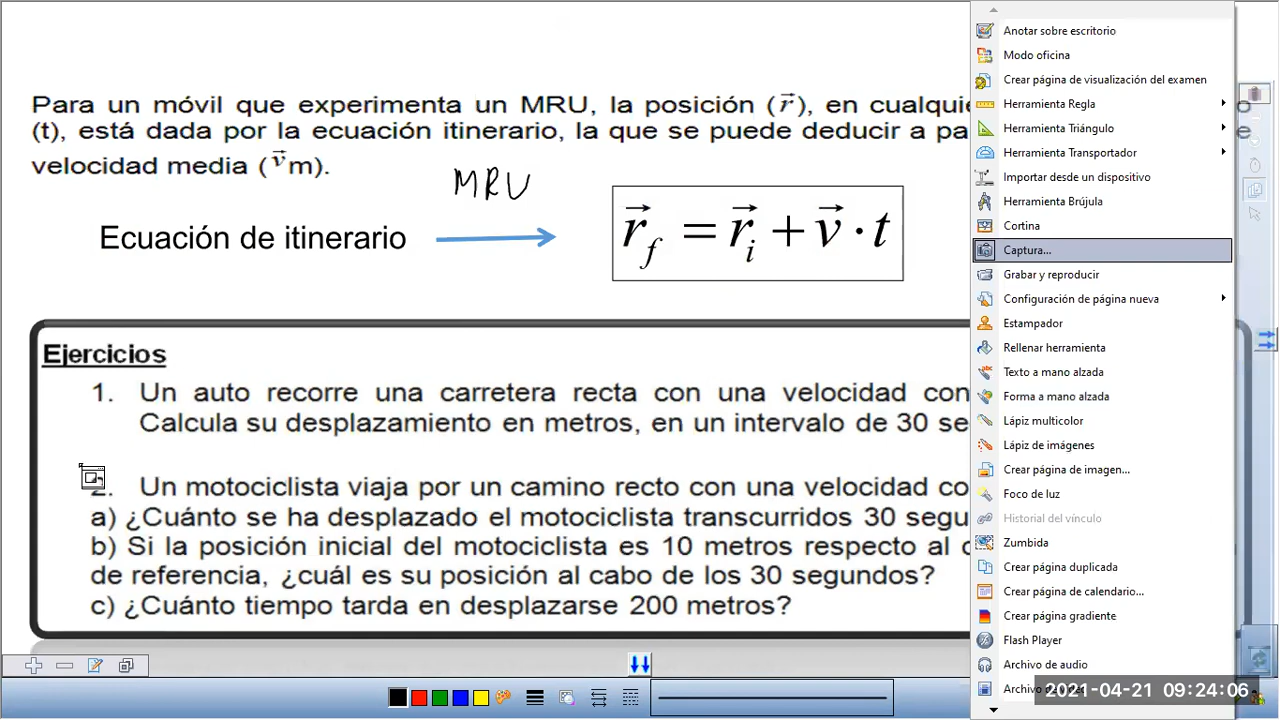 Para un móvil que experimenta un MRU, la posición (r⃗), en
(t), está dada por la ecuación itinerario, la que se puede deducir a
velocidad media (v⃗m).
MRU
Ecuación de itinerario
r⃗f = r⃗i + v⃗ · t
Ejercicios
1. Un auto recorre una carretera recta con una velocidad
Calcula su desplazamiento en metros, en un intervalo de 30
2. Un motociclista viaja por un camino recto con una velocidad
a) ¿Cuánto se ha desplazado el motociclista transcurridos 30
b) Si la posición inicial del motociclista es 10 metros respecto al
de referencia, ¿cuál es su posición al cabo de los 30 segundos?
c) ¿Cuánto tiempo tarda en desplazarse 200 metros?
Anotar sobre escritorio
Modo oficina
Crear página de visualización del examen
Herramienta Regla
Herramienta Triángulo
Herramienta Transportador
Importar desde un dispositivo
Herramienta Brújula
Cortina
Captura...
Grabar y reproducir
Configuración de página nueva
Estampador
Rellenar herramienta
Texto a mano alzada
Forma a mano alzada
Lápiz multicolor
Lápiz de imágenes
Crear página de imagen...
Foco de luz
Historial del vínculo
Zumbida
Crear página duplicada
Crear página de calendario...
Crear página gradiente
Flash Player
Archivo de audio
2021-04-21 09:24:06